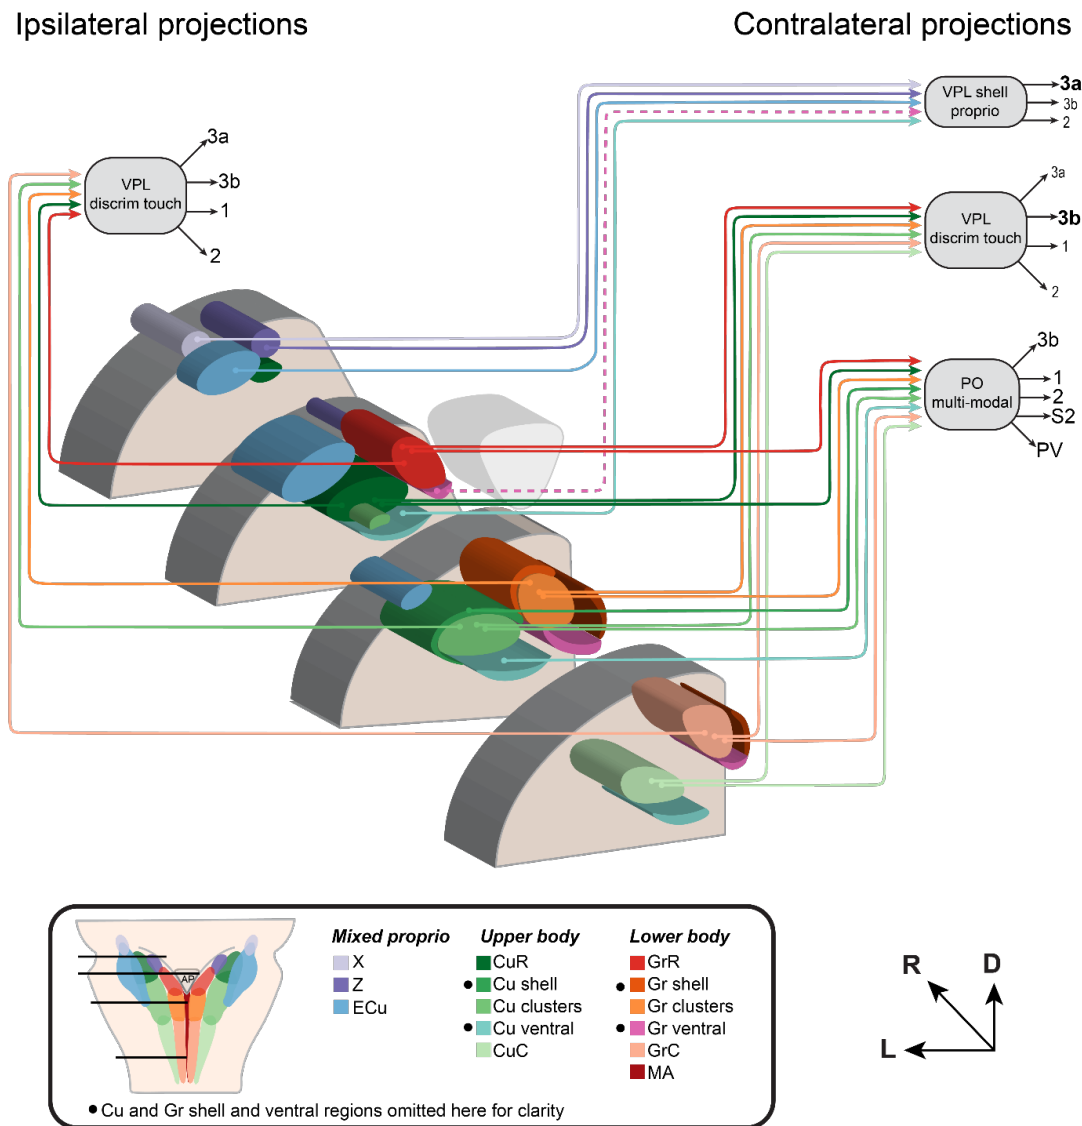 Ipsilateral projections
Contralateral projections
VPL shell
proprio
3a
3b
2
VPL
discrim touch
3a
3b
1
2
VPL
discrim touch
3a
3b
1
2
PO
multi-modal
3b
1
2
S2
PV
AP
Mixed proprio
X
Z
ECu
Upper body
CuR
Cu shell
Cu clusters
Cu ventral
CuC
Lower body
GrR
Gr shell
Gr clusters
Gr ventral
GrC
MA
• Cu and Gr shell and ventral regions omitted here for clarity
R
D
L